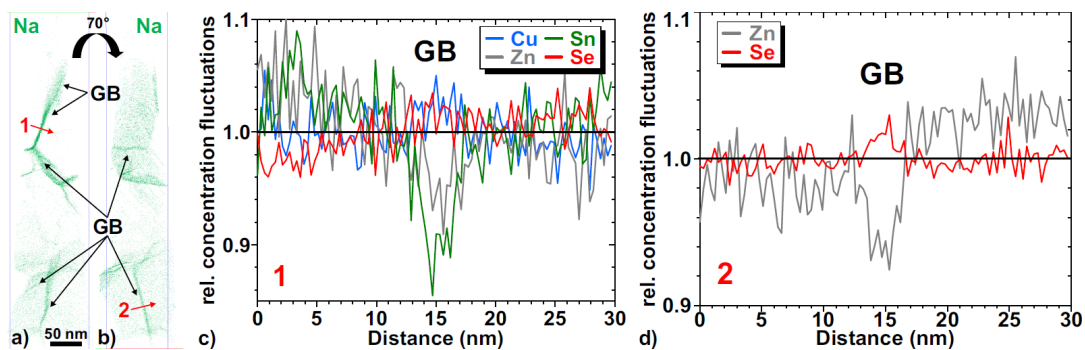 Na
70°
Na
GB
1
GB
2
50 nm
a)
b)
c)
rel. concentration fluctuations
1.1
1.0
0.9
GB
Cu
Sn
Zn
Se
1
0
5
10
15
20
25
30
Distance (nm)
d)
rel. concentration fluctuations
1.1
1.0
0.9
GB
Zn
Se
2
0
5
10
15
20
25
30
Distance (nm)